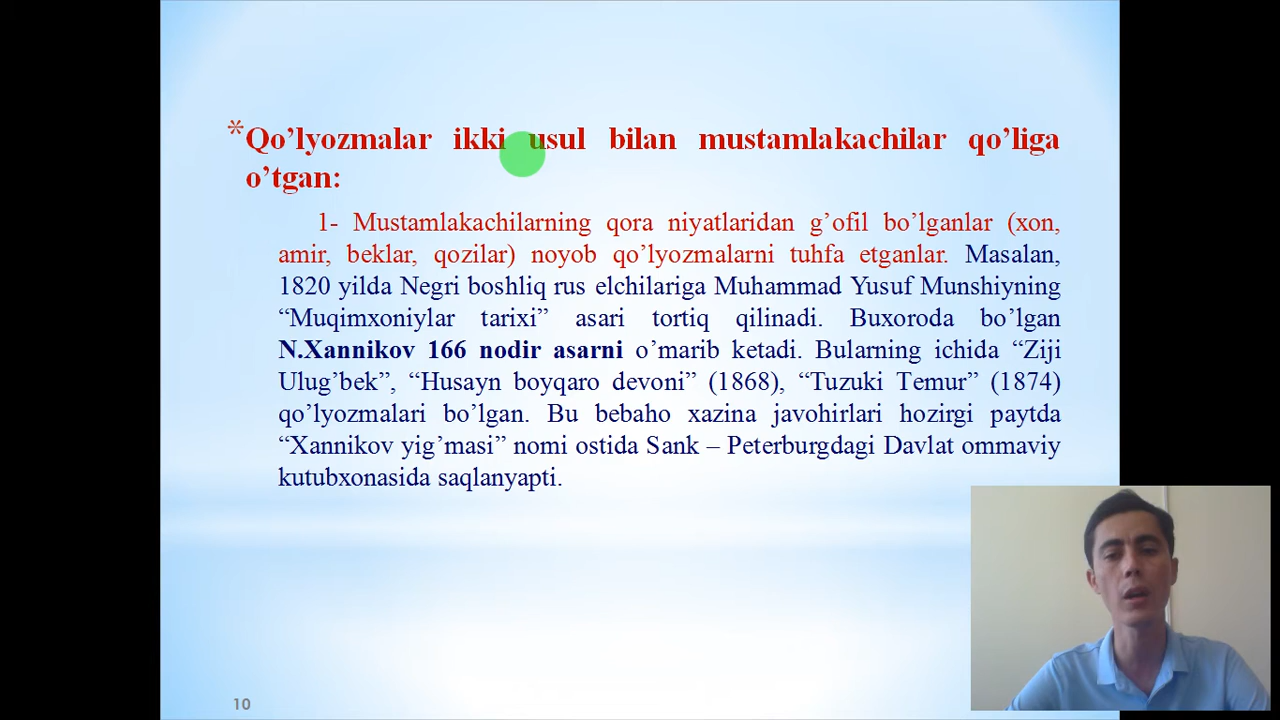 * Qo’lyozmalar ikki usul bilan mustamlakachilar qo’liga
o’tgan:
1- Mustamlakachilarning qora niyatlaridan g’ofil bo’lganlar (xon,
amir, beklar, qozilar) noyob qo’lyozmalarni tuhfa etganlar. Masalan,
1820 yilda Negri boshliq rus elchilariga Muhammad Yusuf Munshiyning
“Muqimxoniylar tarixi” asari tortiq qilinadi. Buxoroda bo’lgan
N.Xannikov 166 nodir asarni o’marib ketadi. Bularning ichida “Ziji
Ulug’bek”, “Husayn boyqaro devoni” (1868), “Tuzuki Temur” (1874)
qo’lyozmalari bo’lgan. Bu bebaho xazina javohirlari hozirgi paytda
“Xannikov yig’masi” nomi ostida Sank – Peterburgdagi Davlat ommaviy
kutubxonasida saqlanyapti.
10